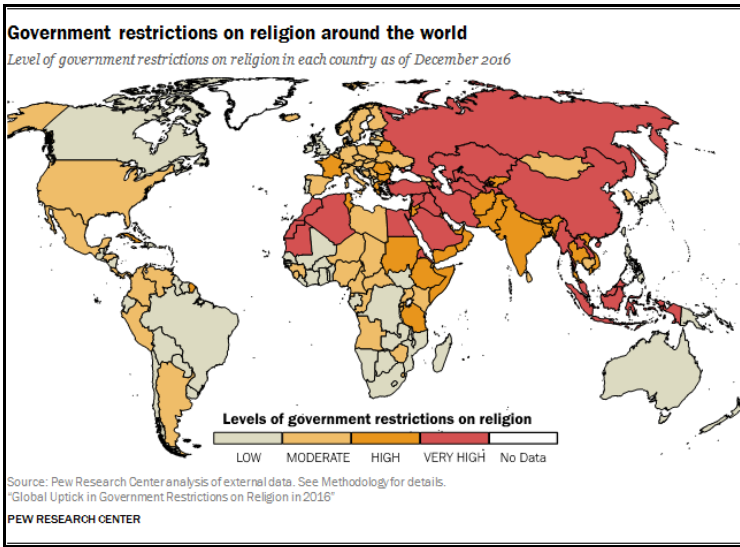 Government restrictions on religion around the world
Level of government restrictions on religion in each country as of December 2016
Levels of government restrictions on religion
LOW MODERATE HIGH VERY HIGH No Data
Source: Pew Research Center analysis of external data. See Methodology for details.
“Global Uptick in Government Restrictions on Religion in 2016”
PEW RESEARCH CENTER